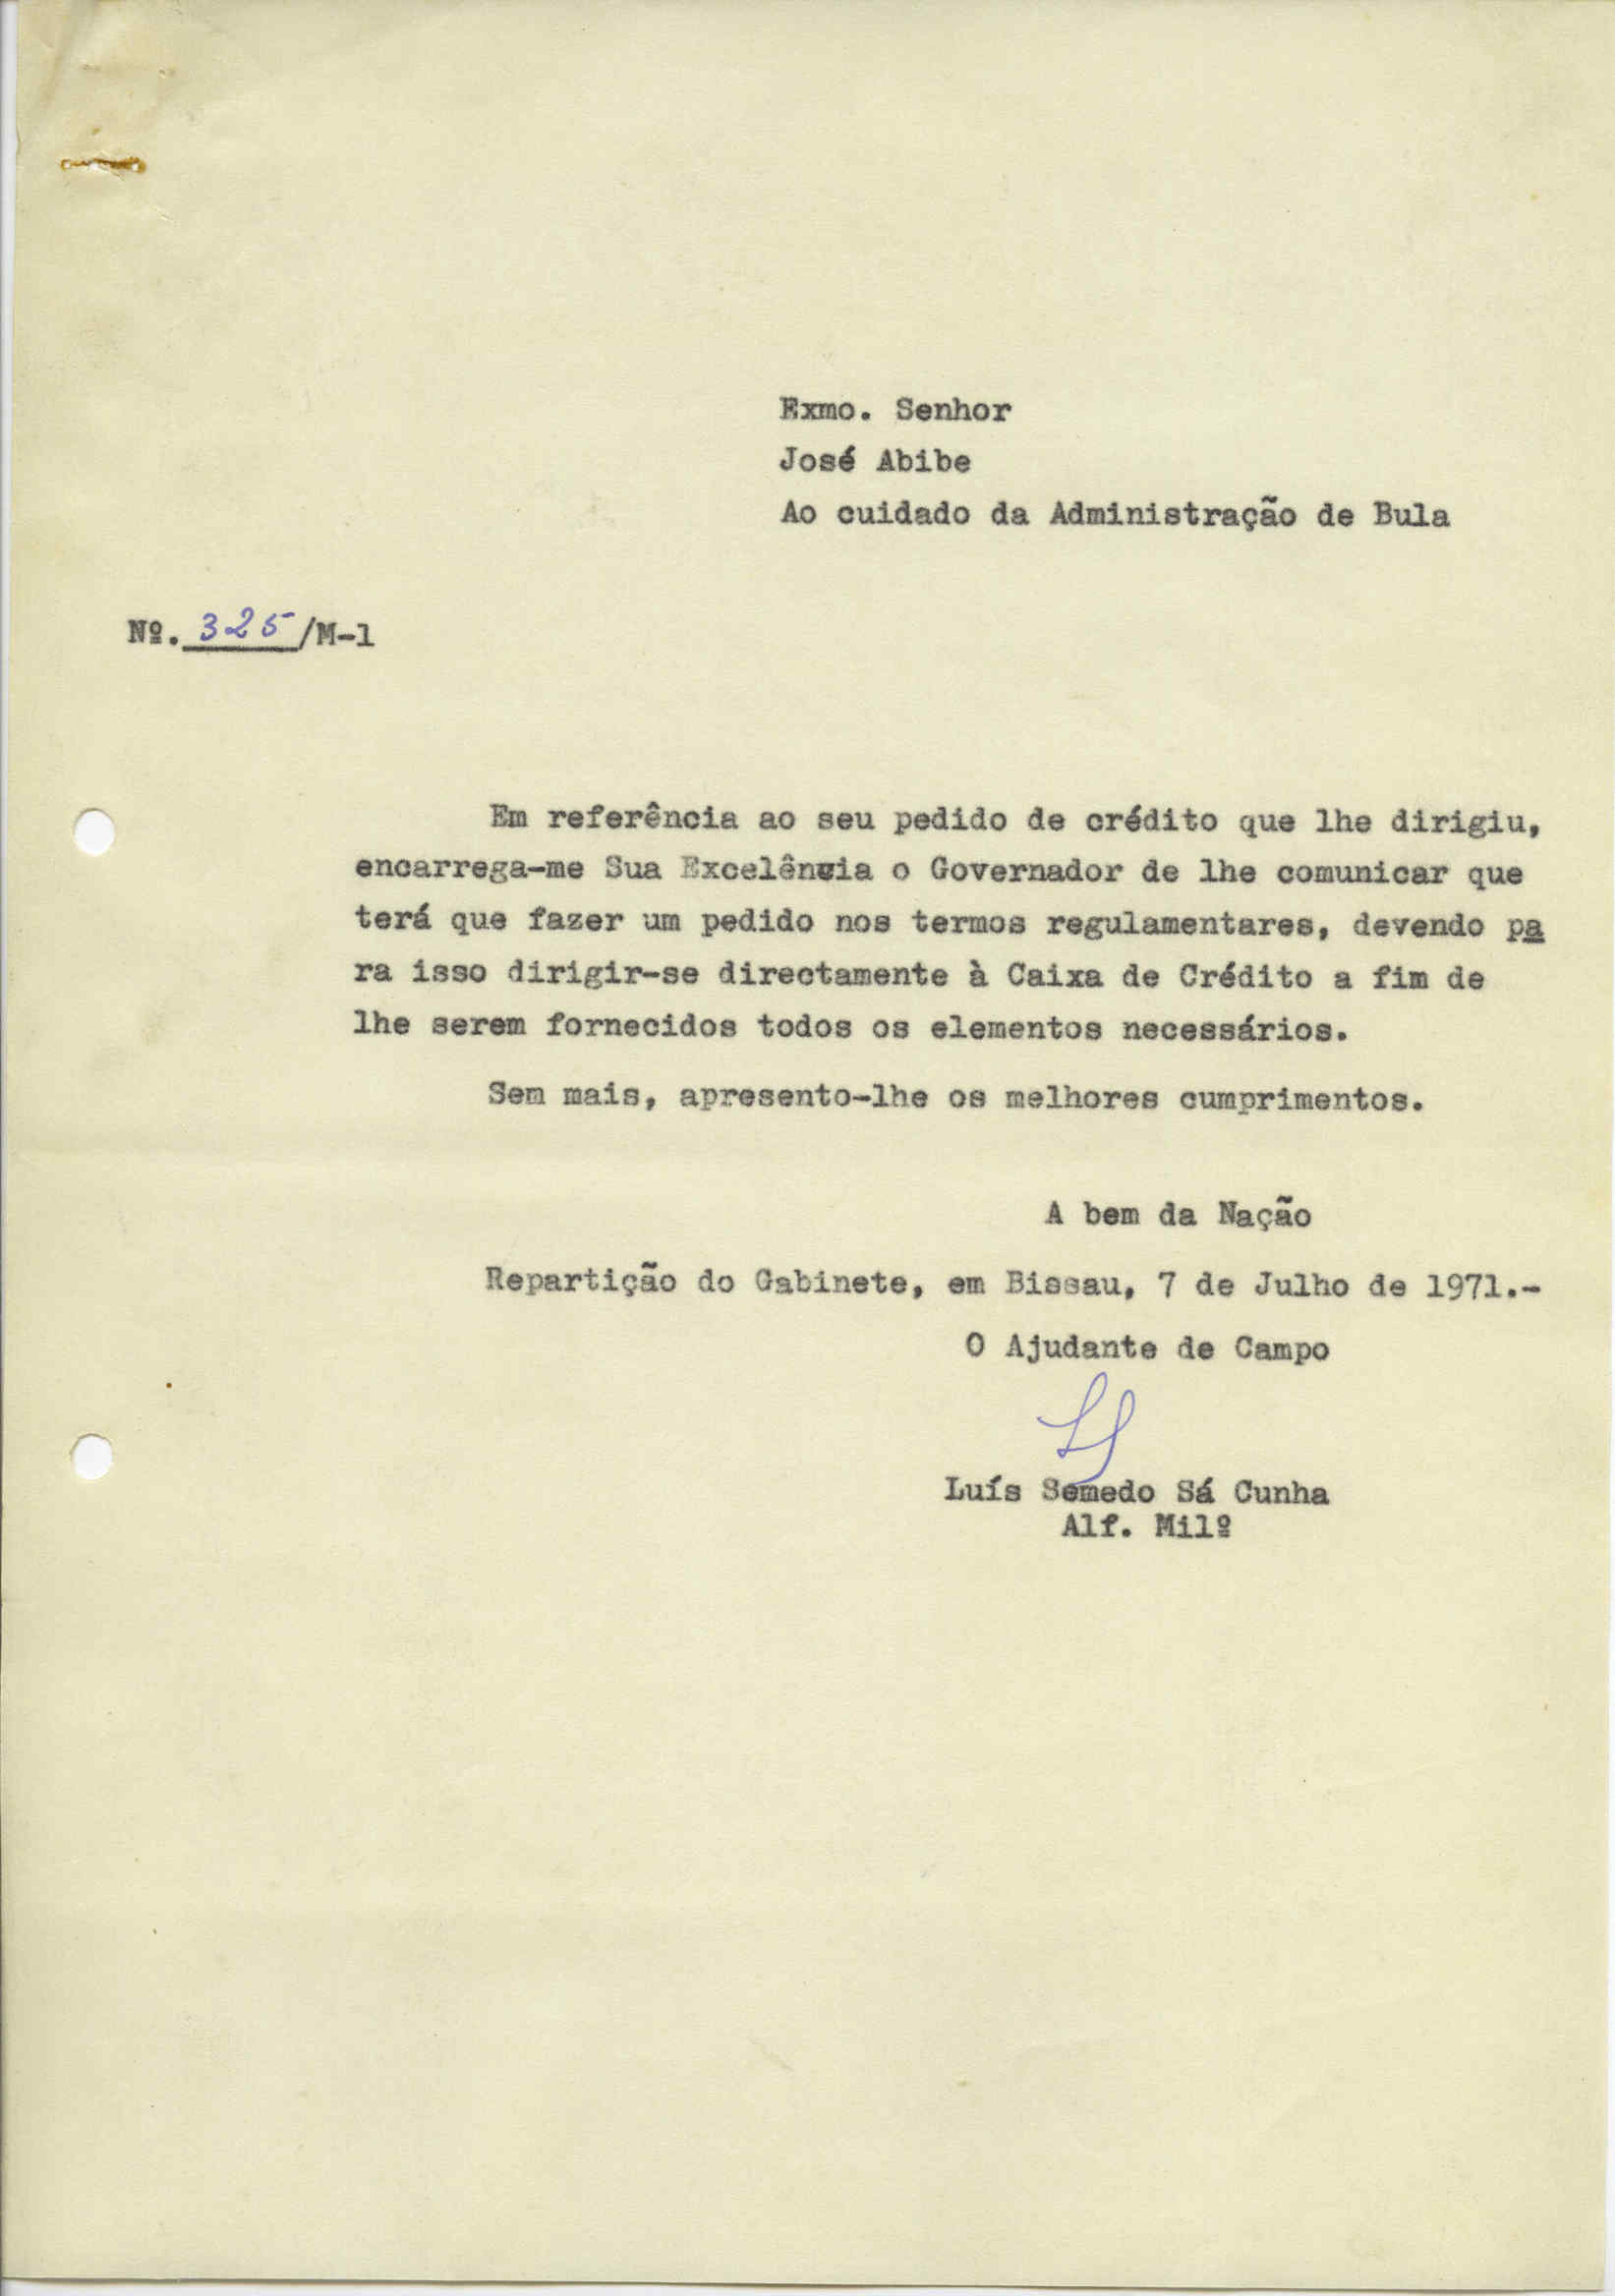 Exmo. Senhor
José Abibe
Ao cuidado da Administração de Bula
Nº. 325/M-1
Em referência ao seu pedido de crédito que lhe dirigiu,
encarrega-me Sua Excelência o Governador de lhe comunicar que
terá que fazer um pedido nos termos regulamentares, devendo pa
ra isso dirigir-se directamente à Caixa de Crédito a fim de
lhe serem fornecidos todos os elementos necessários.
Sem mais, apresento-lhe os melhores cumprimentos.
A bem da Nação
Repartição do Gabinete, em Bissau, 7 de Julho de 1971.-
O Ajudante de Campo
Luís Semedo Sá Cunha
Alf. Milº